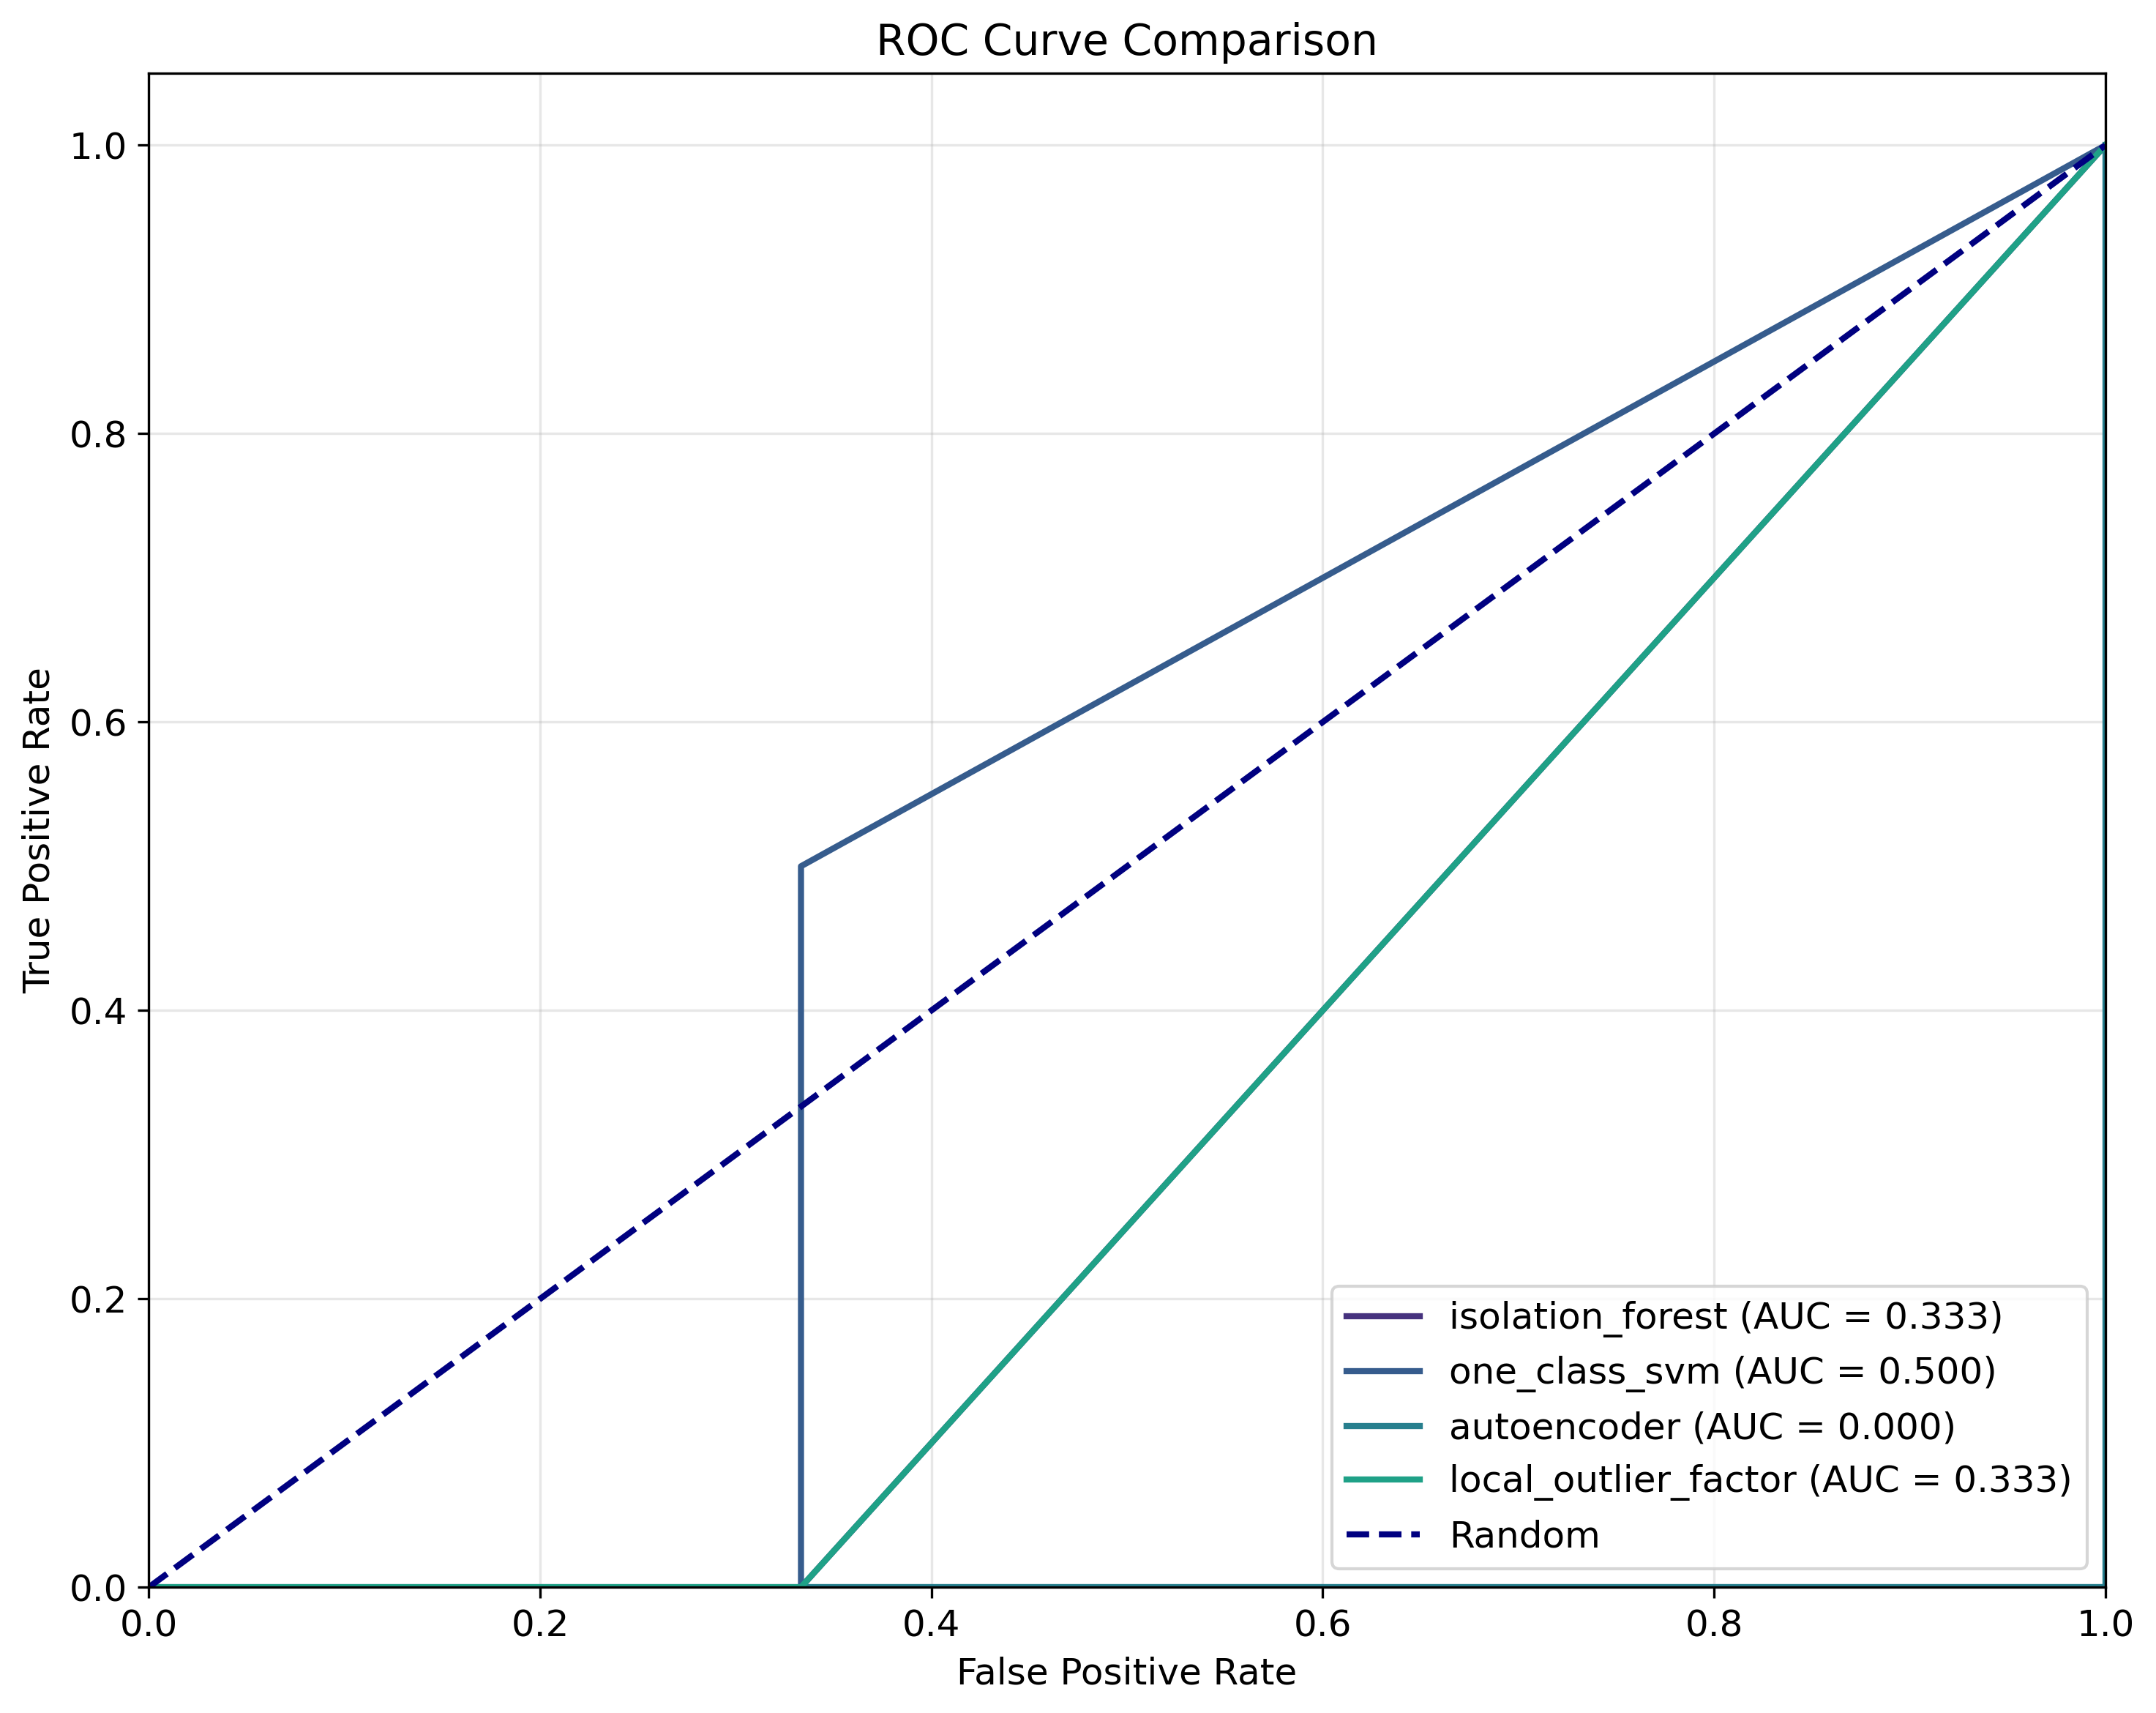 ROC Curve Comparison
1.0
0.8
0.6
0.4
0.2
0.0
True Positive Rate
0.0 0.2 0.4 0.6 0.8 1.0
False Positive Rate
isolation_forest (AUC = 0.333)
one_class_svm (AUC = 0.500)
autoencoder (AUC = 0.000)
local_outlier_factor (AUC = 0.333)
Random